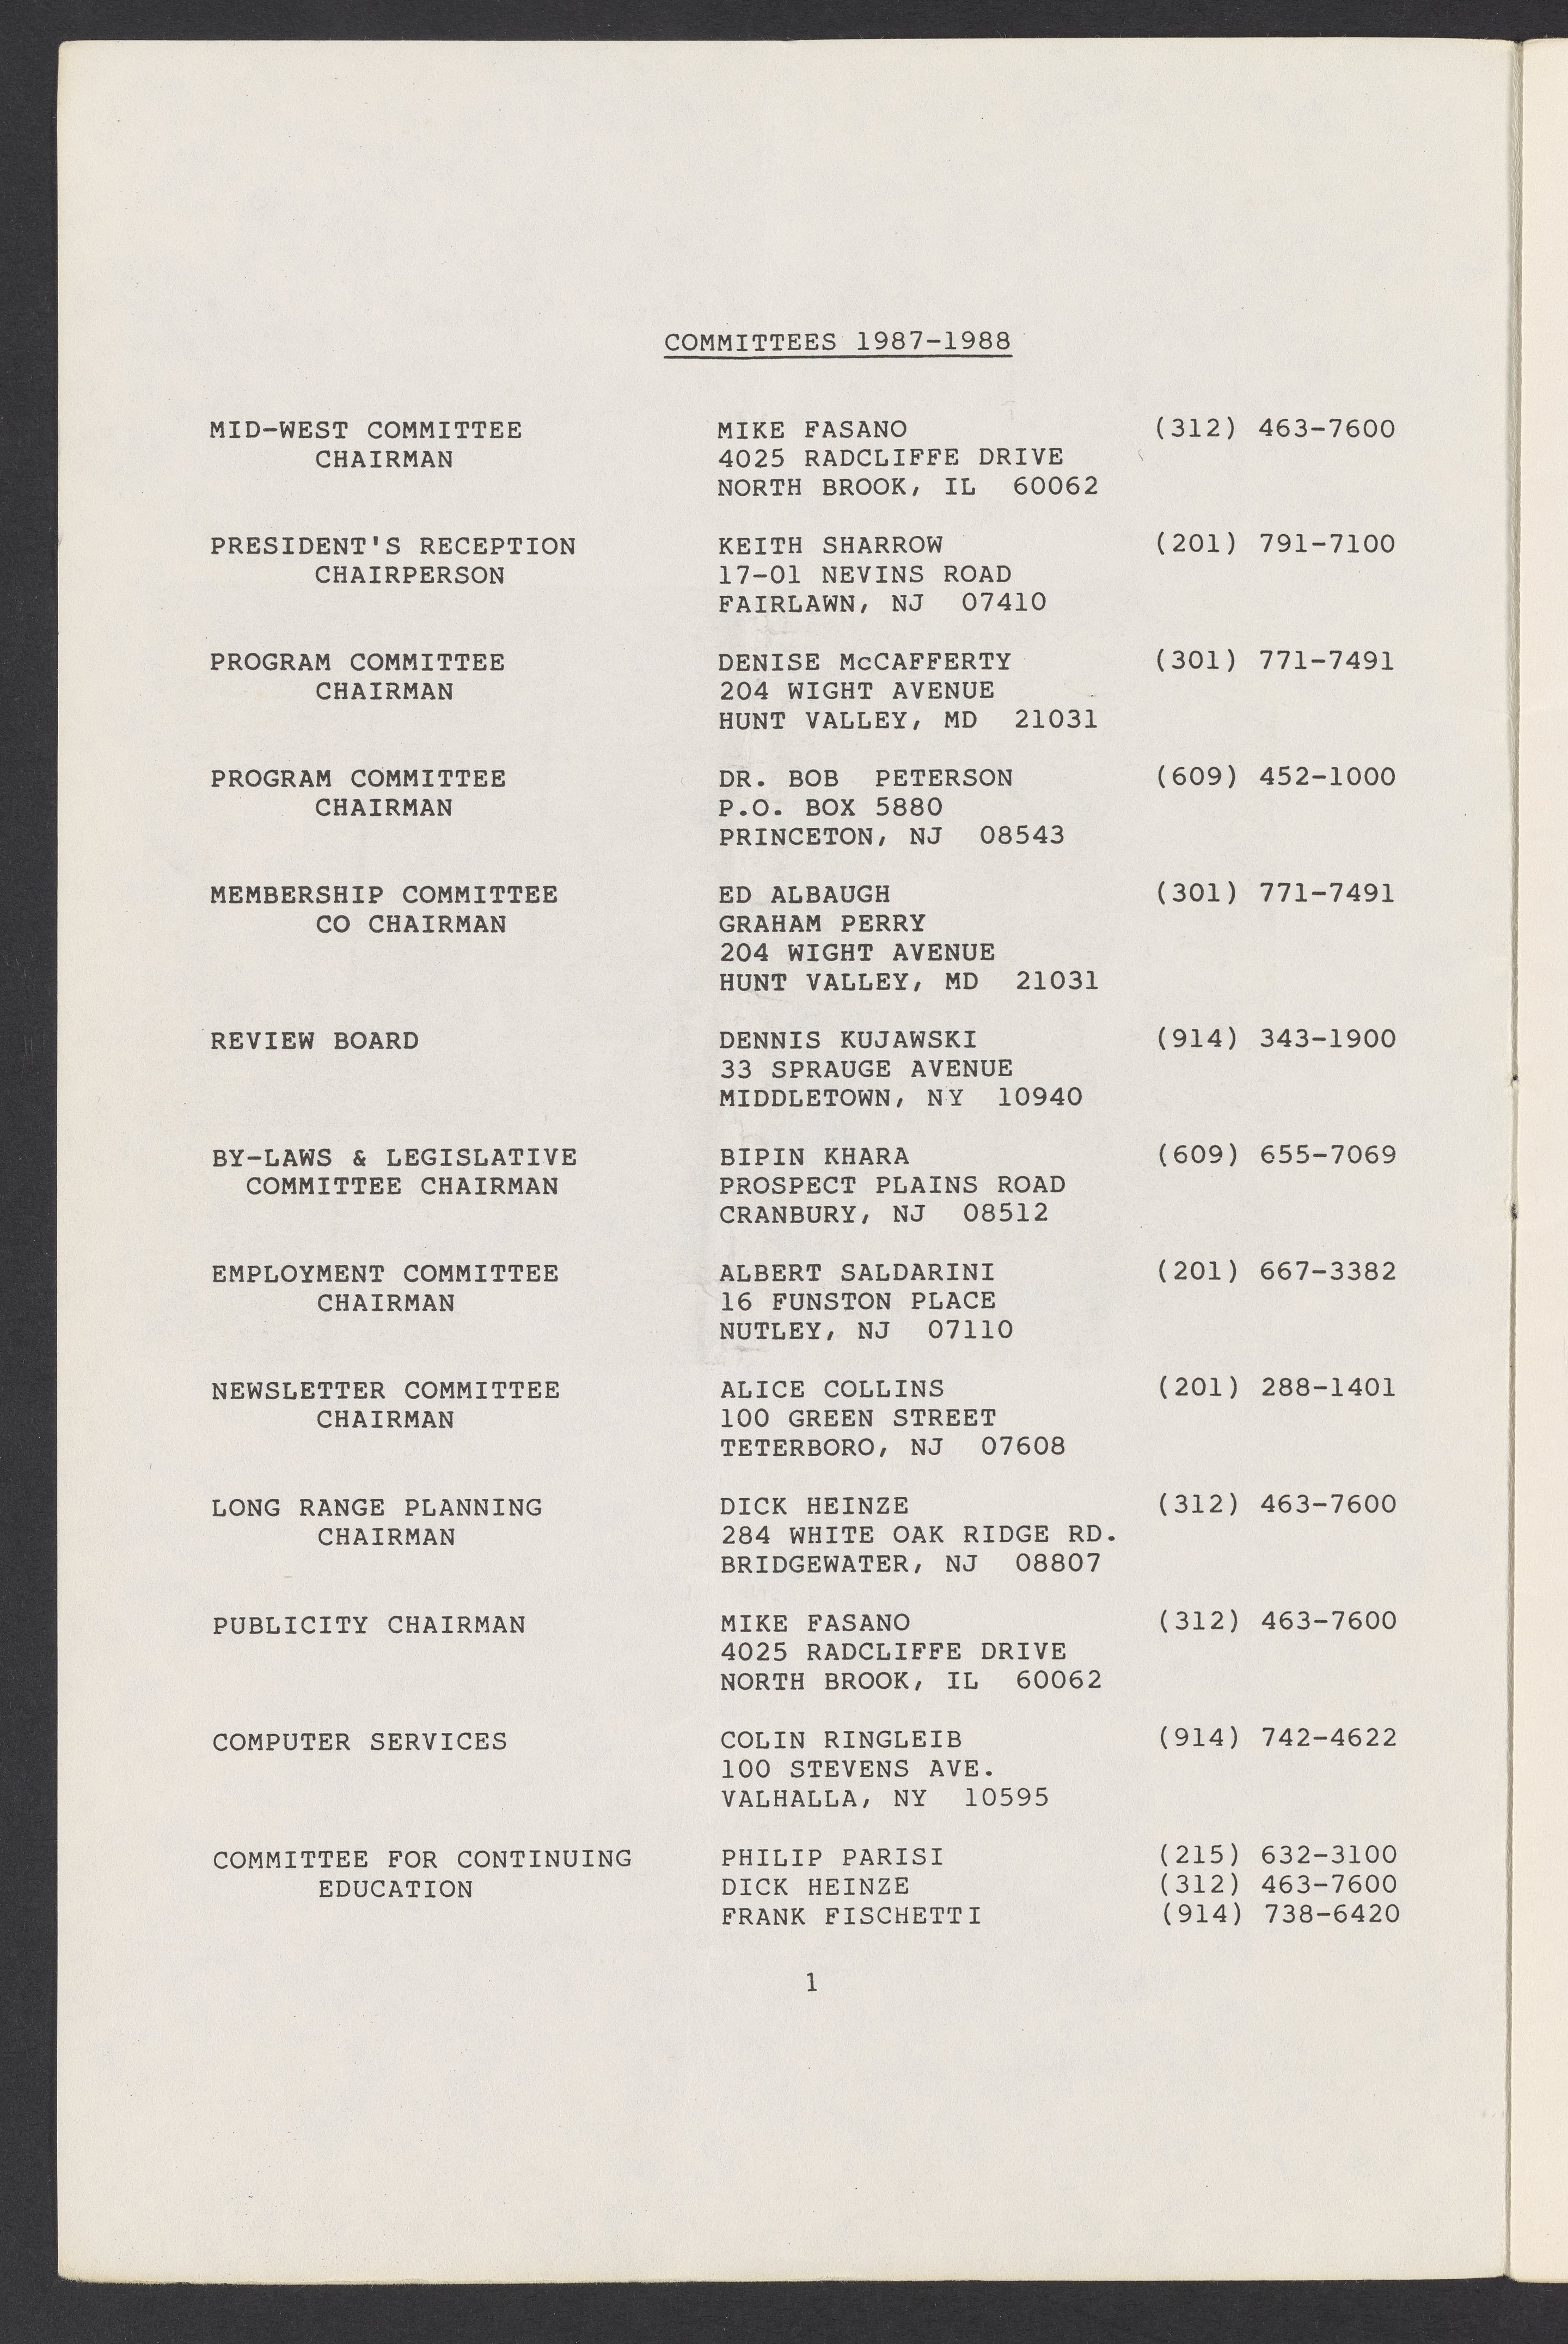 COMMITTEES 1987-1988
MID-WEST COMMITTEE MIKE FASANO (312) 463-7600
CHAIRMAN 4025 RADCLIFFE DRIVE
NORTH BROOK, IL 60062
PRESIDENT'S RECEPTION KEITH SHARROW (201) 791-7100
CHAIRPERSON 17-01 NEVINS ROAD
FAIRLAWN, NJ 07410
PROGRAM COMMITTEE DENISE McCAFFERTY (301) 771-7491
CHAIRMAN 204 WIGHT AVENUE
HUNT VALLEY, MD 21031
PROGRAM COMMITTEE DR. BOB PETERSON (609) 452-1000
CHAIRMAN P.O. BOX 5880
PRINCETON, NJ 08543
MEMBERSHIP COMMITTEE ED ALBAUGH (301) 771-7491
CO CHAIRMAN GRAHAM PERRY
204 WIGHT AVENUE
HUNT VALLEY, MD 21031
REVIEW BOARD DENNIS KUJAWSKI (914) 343-1900
33 SPRAUGE AVENUE
MIDDLETOWN, NY 10940
BY-LAWS & LEGISLATIVE BIPIN KHARA (609) 655-7069
COMMITTEE CHAIRMAN PROSPECT PLAINS ROAD
CRANBURY, NJ 08512
EMPLOYMENT COMMITTEE ALBERT SALDARINI (201) 667-3382
CHAIRMAN 16 FUNSTON PLACE
NUTLEY, NJ 07110
NEWSLETTER COMMITTEE ALICE COLLINS (201) 288-1401
CHAIRMAN 100 GREEN STREET
TETERBORO, NJ 07608
LONG RANGE PLANNING DICK HEINZE (312) 463-7600
CHAIRMAN 284 WHITE OAK RIDGE RD.
BRIDGEWATER, NJ 08807
PUBLICITY CHAIRMAN MIKE FASANO (312) 463-7600
4025 RADCLIFFE DRIVE
NORTH BROOK, IL 60062
COMPUTER SERVICES COLIN RINGLEIB (914) 742-4622
100 STEVENS AVE.
VALHALLA, NY 10595
COMMITTEE FOR CONTINUING PHILIP PARISI (215) 632-3100
EDUCATION DICK HEINZE (312) 463-7600
FRANK FISCHETTI (914) 738-6420
1